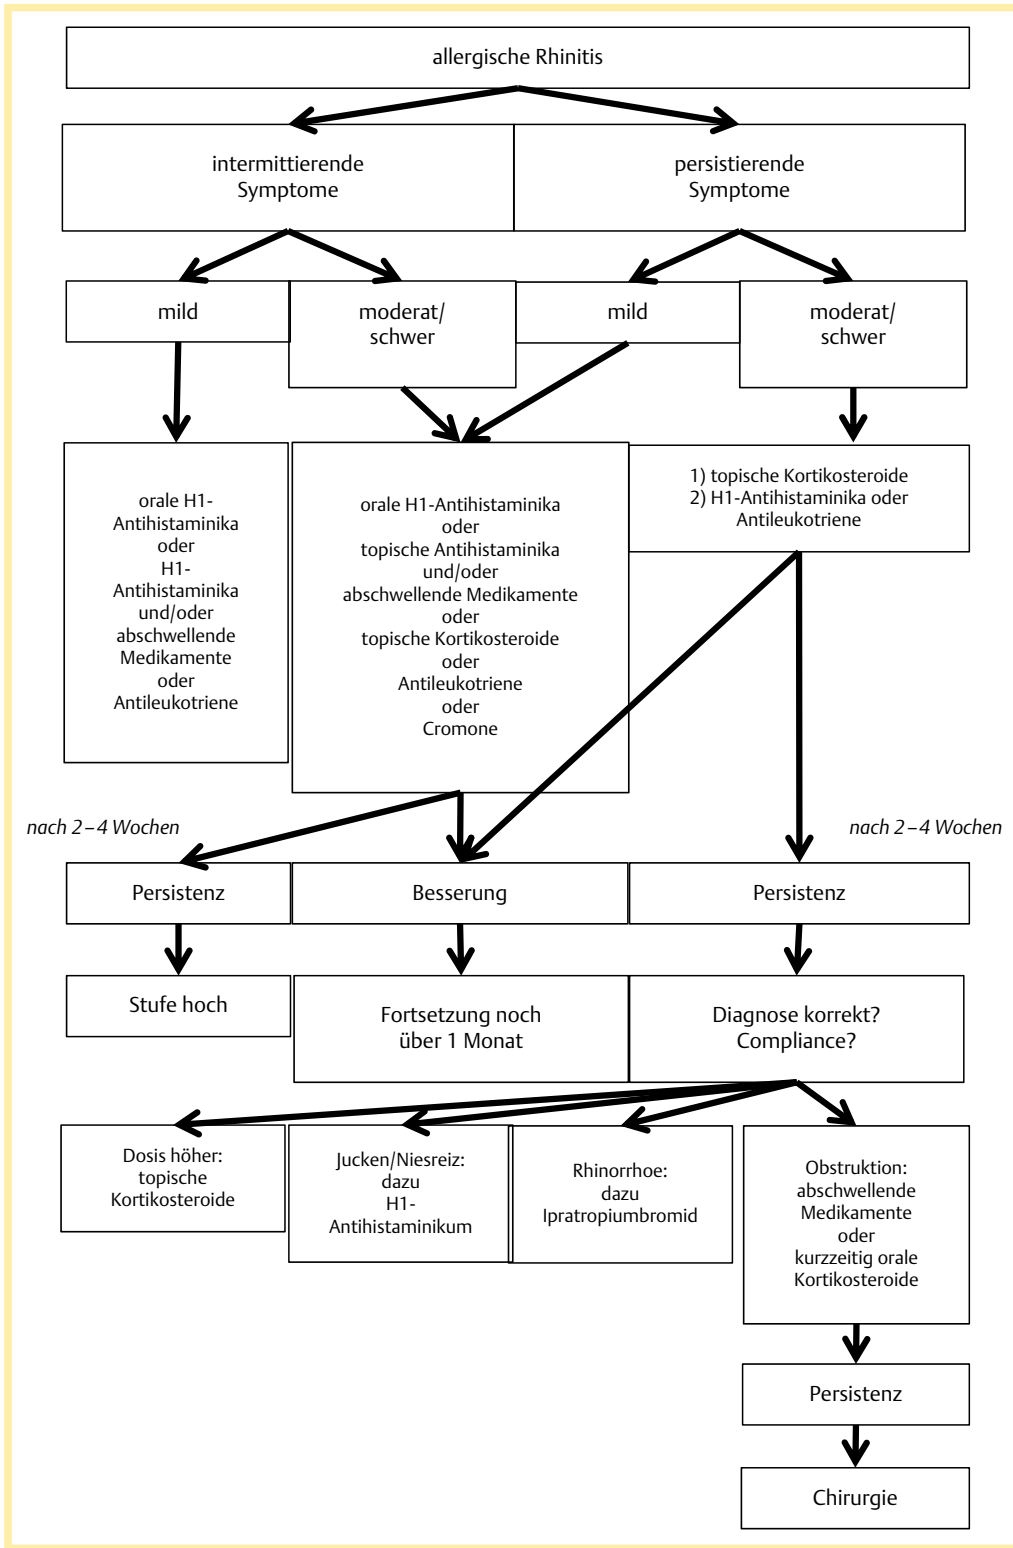 allergische Rhinitis
intermittierende
Symptome
persistierende
Symptome
mild
moderat/
schwer
mild
moderat/
schwer
orale H1-
Antihistaminika
oder
H1-
Antihistaminika
und/oder
abschwellende
Medikamente
oder
Antileukotriene
orale H1-Antihistaminika
oder
topische Antihistaminika
und/oder
abschwellende Medikamente
oder
topische Kortikosteroide
oder
Antileukotriene
oder
Cromone
1) topische Kortikosteroide
2) H1-Antihistaminika oder
Antileukotriene
nach 2–4 Wochen
nach 2–4 Wochen
Persistenz
Besserung
Persistenz
Stufe hoch
Fortsetzung noch
über 1 Monat
Diagnose korrekt?
Compliance?
Dosis höher:
topische
Kortikosteroide
Jucken/Niesreiz:
dazu
H1-
Antihistaminikum
Rhinorrhoe:
dazu
Ipratropiumbromid
Obstruktion:
abschwellende
Medikamente
oder
kurzzeitig orale
Kortikosteroide
Persistenz
Chirurgie